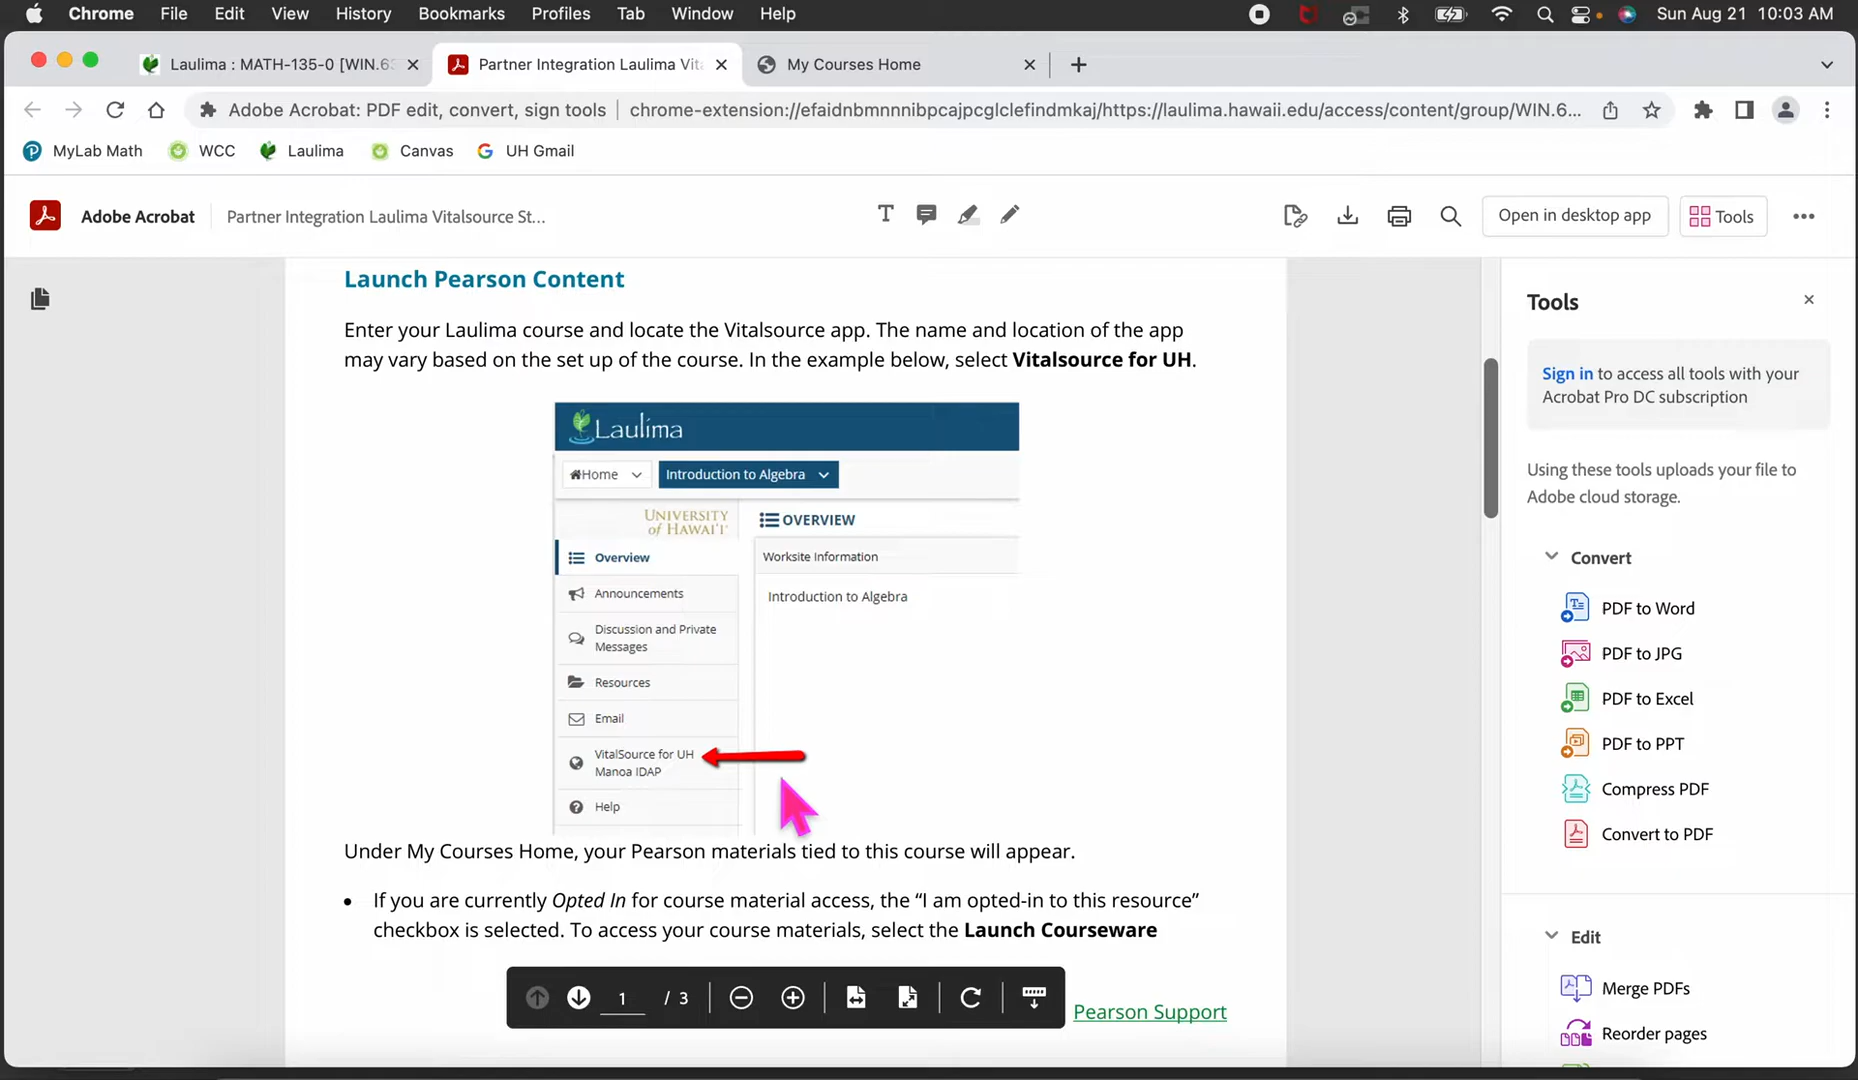 Chrome File Edit View History Bookmarks Profiles Tab Window Help Sun Aug 21 10:03 AM
Laulima : MATH-135-0 [WIN.63 Partner Integration Laulima Vita My Courses Home
Adobe Acrobat: PDF edit, convert, sign tools | chrome-extension://efaidnbmnnnibpcajpcglclefindmkaj/https://laulima.hawaii.edu/access/content/group/WIN.6...
MyLab Math WCC Laulima Canvas UH Gmail
Adobe Acrobat Partner Integration Laulima Vitalsource St... Open in desktop app Tools
Launch Pearson Content
Enter your Laulima course and locate the Vitalsource app. The name and location of the app
may vary based on the set up of the course. In the example below, select Vitalsource for UH.
Laulima
Home Introduction to Algebra
UNIVERSITY
of HAWAI'I®
OVERVIEW
Overview
Worksite Information
Announcements
Introduction to Algebra
Discussion and Private
Messages
Resources
Email
VitalSource for UH
Manoa IDAP
Help
Under My Courses Home, your Pearson materials tied to this course will appear.
• If you are currently Opted In for course material access, the “I am opted-in to this resource”
checkbox is selected. To access your course materials, select the Launch Courseware
1 / 3
Pearson Support
Tools
Sign in to access all tools with your
Acrobat Pro DC subscription
Using these tools uploads your file to
Adobe cloud storage.
Convert
PDF to Word
PDF to JPG
PDF to Excel
PDF to PPT
Compress PDF
Convert to PDF
Edit
Merge PDFs
Reorder pages